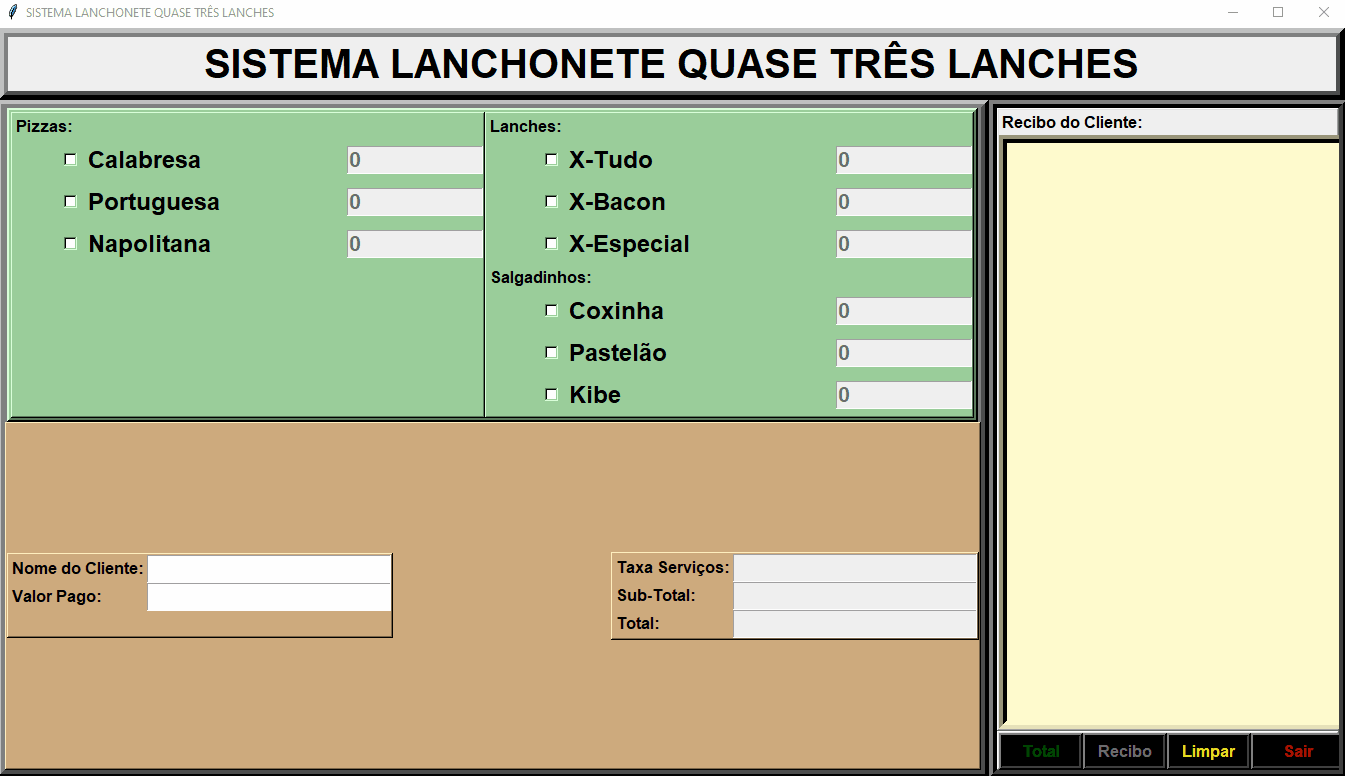 SISTEMA LANCHONETE QUASE TRÊS LANCHES
SISTEMA LANCHONETE QUASE TRÊS LANCHES
Pizzas:
Calabresa 0
Portuguesa 0
Napolitana 0
Lanches:
X-Tudo 0
X-Bacon 0
X-Especial 0
Salgadinhos:
Coxinha 0
Pastelão 0
Kibe 0
Nome do Cliente:
Valor Pago:
Taxa Serviços:
Sub-Total:
Total:
Recibo do Cliente:
Total Recibo Limpar Sair